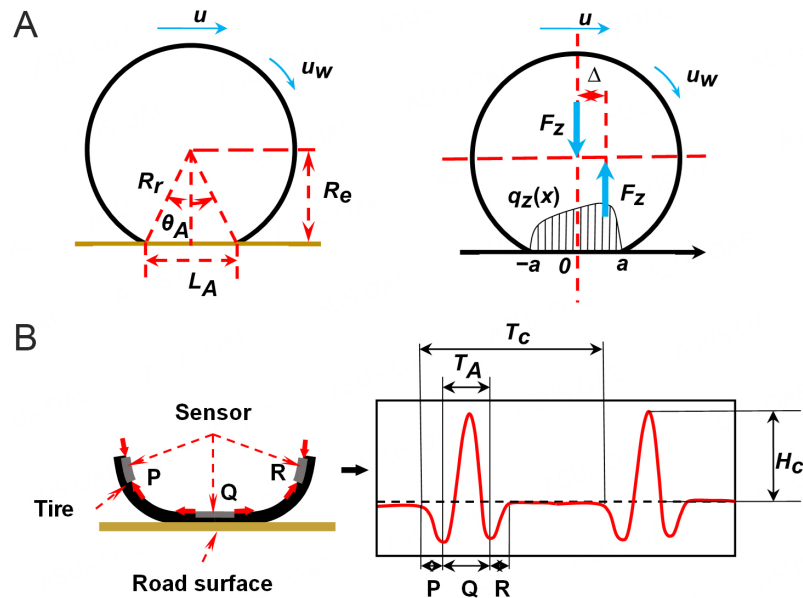 A
u
u_w
R_r
R_e
θ_A
L_A
u
Δ
u_w
F_z
F_z
q_z(x)
−a
0
a
B
T_c
T_A
Sensor
P
R
Q
H_c
Tire
Road surface
P
Q
R